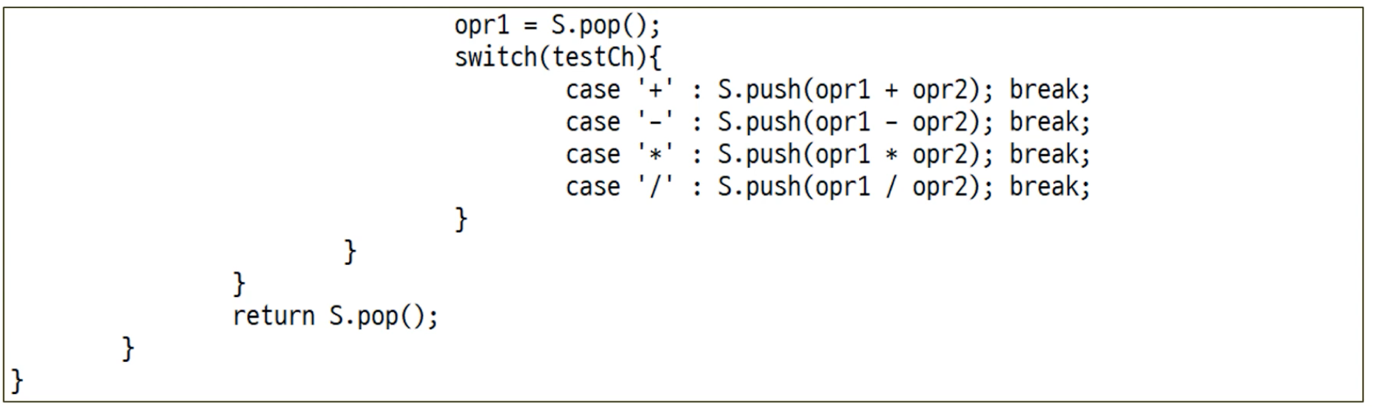 opr1 = S.pop();
switch(testCh){
case '+' : S.push(opr1 + opr2); break;
case '-' : S.push(opr1 - opr2); break;
case '*' : S.push(opr1 * opr2); break;
case '/' : S.push(opr1 / opr2); break;
}
}
}
return S.pop();
}
}